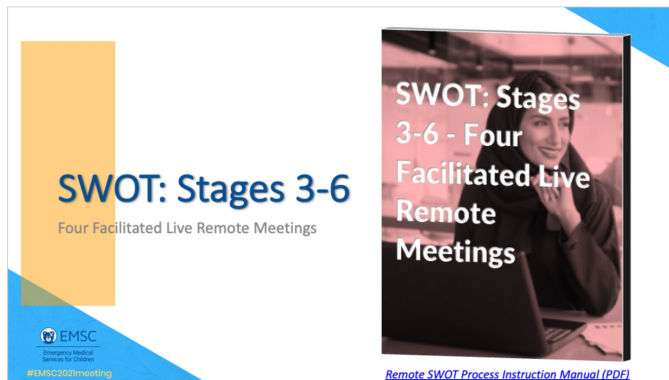 SWOT: Stages 3-6
Four Facilitated Live Remote Meetings
EMSC
Emergency Medical
Services for Children
#EMSC2021meeting
SWOT: Stages
3-6 - Four
Facilitated Live
Remote
Meetings
Remote SWOT Process Instruction Manual (PDF)